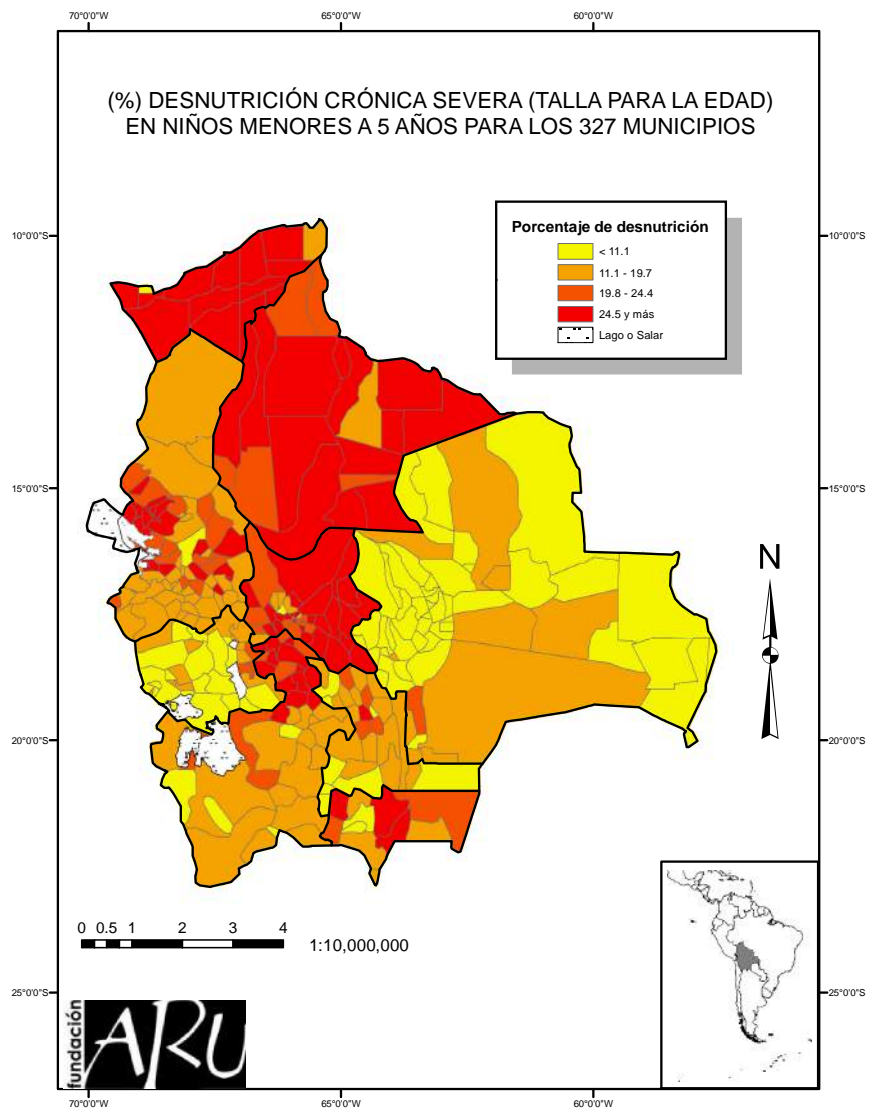 70°0'0"W 65°0'0"W 60°0'0"W
(%) DESNUTRICIÓN CRÓNICA SEVERA (TALLA PARA LA EDAD)
EN NIÑOS MENORES A 5 AÑOS PARA LOS 327 MUNICIPIOS
Porcentaje de desnutrición
< 11.1
11.1 - 19.7
19.8 - 24.4
24.5 y más
Lago o Salar
10°0'0"S 10°0'0"S
15°0'0"S 15°0'0"S
N
20°0'0"S 20°0'0"S
0 0.5 1 2 3 4
1:10,000,000
25°0'0"S 25°0'0"S
fundación
ARU
70°0'0"W 65°0'0"W 60°0'0"W